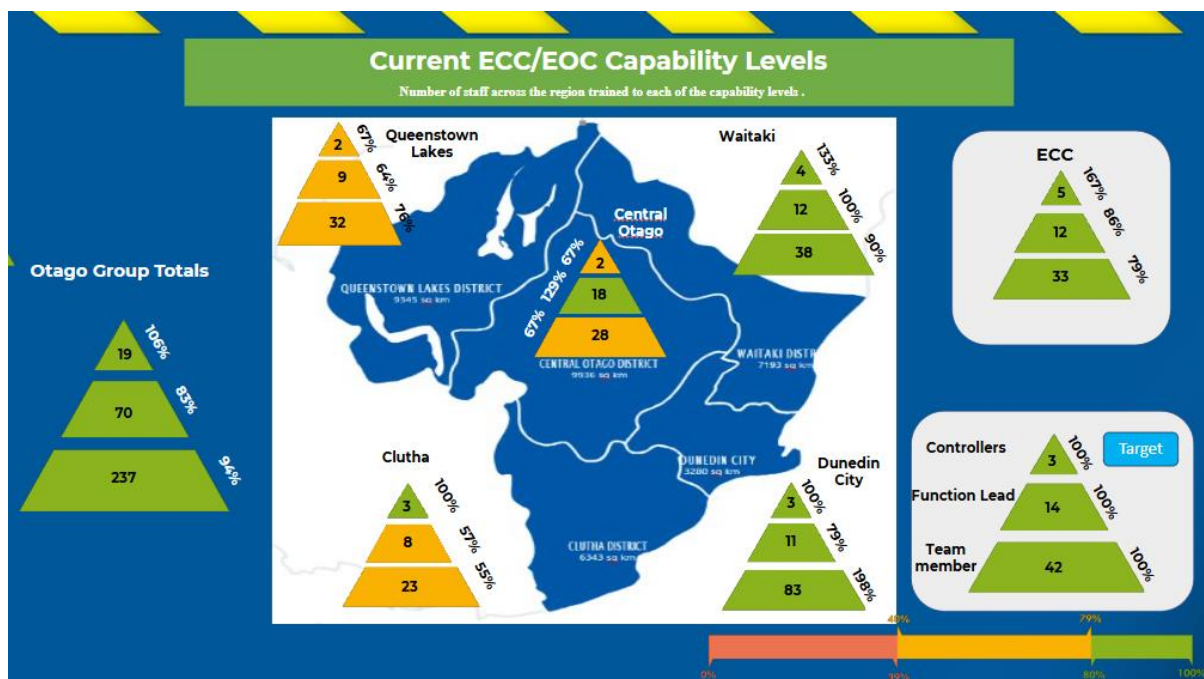 Current ECC/EOC Capability Levels
Number of staff across the region trained to each of the capability levels .
Queenstown
Lakes
2
67%
9
64%
32
76%
Waitaki
4
133%
12
100%
38
90%
ECC
5
167%
12
86%
33
79%
Central
Otago
67%
2
129%
18
67%
28
Otago Group Totals
19
106%
70
83%
237
94%
QUEENSTOWN LAKES DISTRICT
9345 sq km
CENTRAL OTAGO DISTRICT
9936 sq km
WAITAKI DISTRI
7193 sq km
DUNEDIN CITY
3280 sq km
CLUTHA DISTRICT
6343 sq km
Clutha
3
100%
8
57%
23
55%
Dunedin
City
3
100%
11
79%
83
198%
Target
Controllers
3
100%
Function Lead
14
100%
Team
member
42
100%
40%
79%
0%
39%
80%
100%